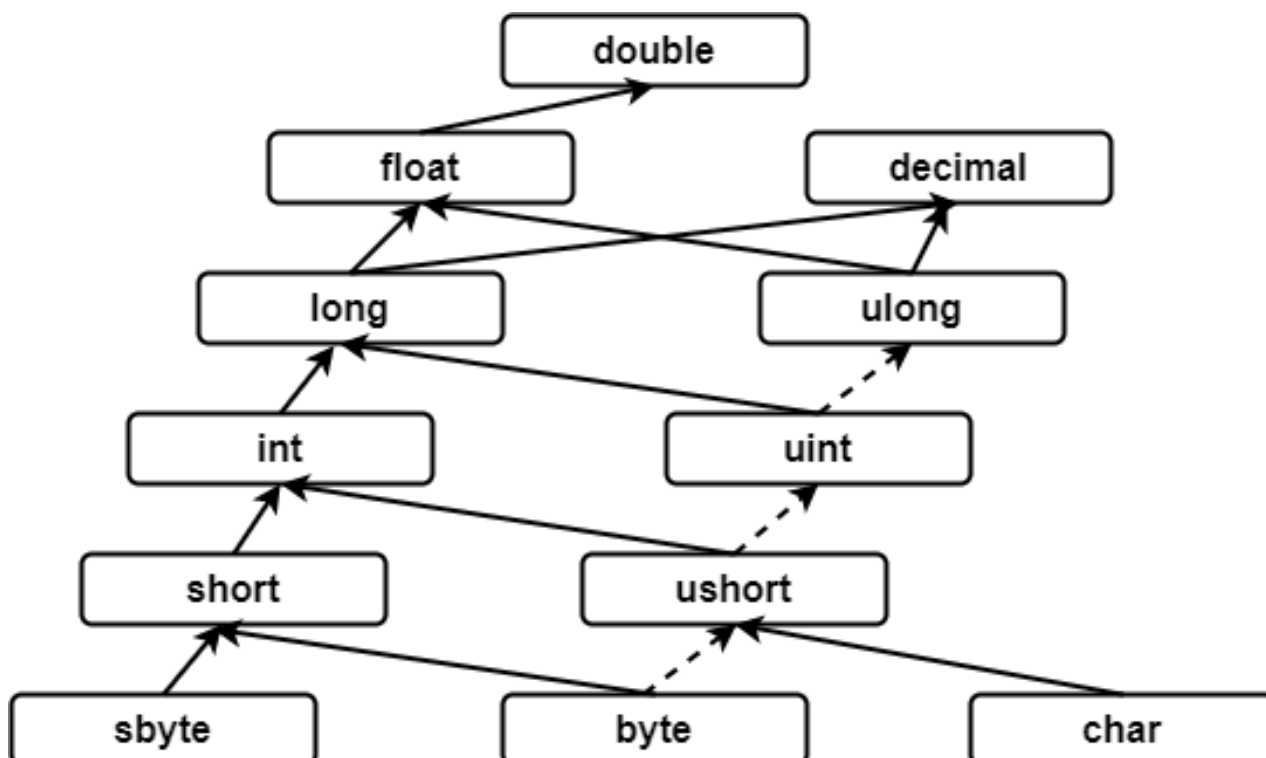 double
float
decimal
long
ulong
int
uint
short
ushort
sbyte
byte
char